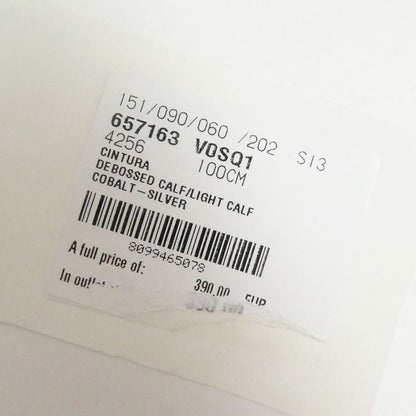 151/090/060 /202 S13
657163 V0SQ1
4256 100CM
CINTURA
DEBOSSED CALF/LIGHT CALF
COBALT-SILVER
8099465078
A full price of: 390,00 EUR
In